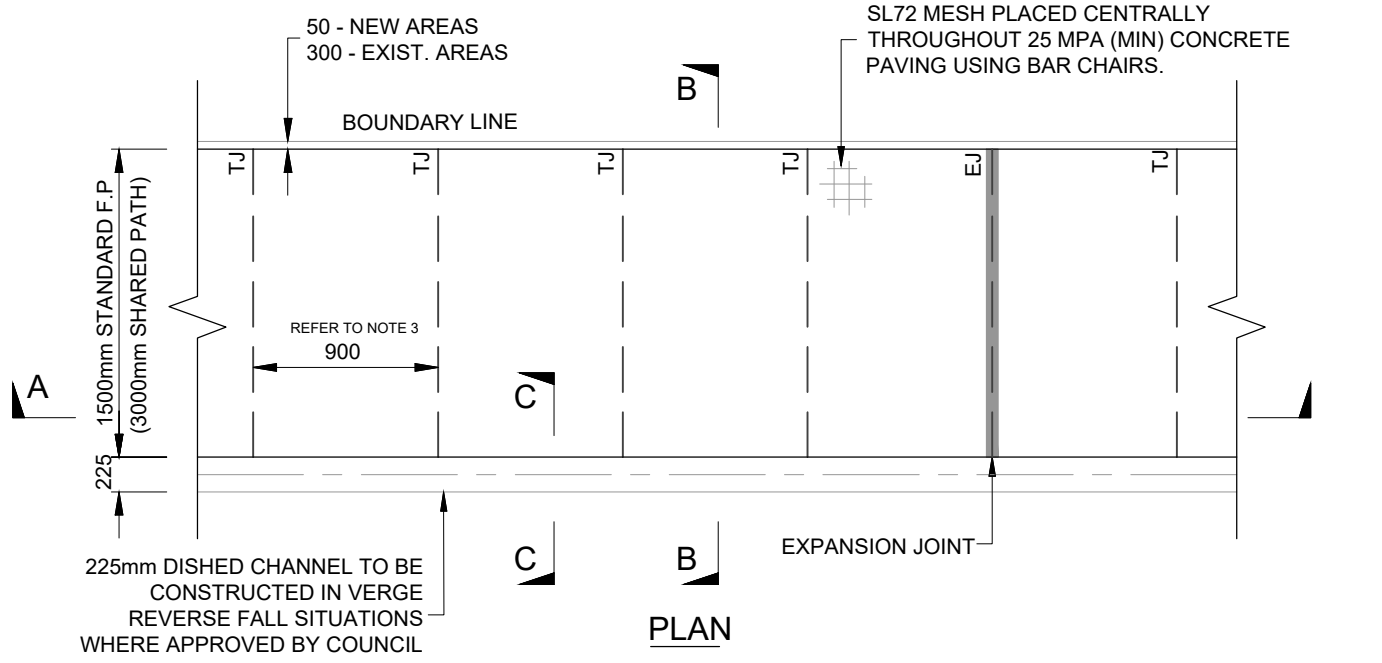 50 - NEW AREAS
300 - EXIST. AREAS
SL72 MESH PLACED CENTRALLY
THROUGHOUT 25 MPA (MIN) CONCRETE
PAVING USING BAR CHAIRS.
B
BOUNDARY LINE
TJ
TJ
TJ
TJ
EJ
TJ
1500mm STANDARD F.P
(3000mm SHARED PATH)
REFER TO NOTE 3
900
A
C
225
225mm DISHED CHANNEL TO BE
CONSTRUCTED IN VERGE
REVERSE FALL SITUATIONS
WHERE APPROVED BY COUNCIL
C
B
EXPANSION JOINT
PLAN